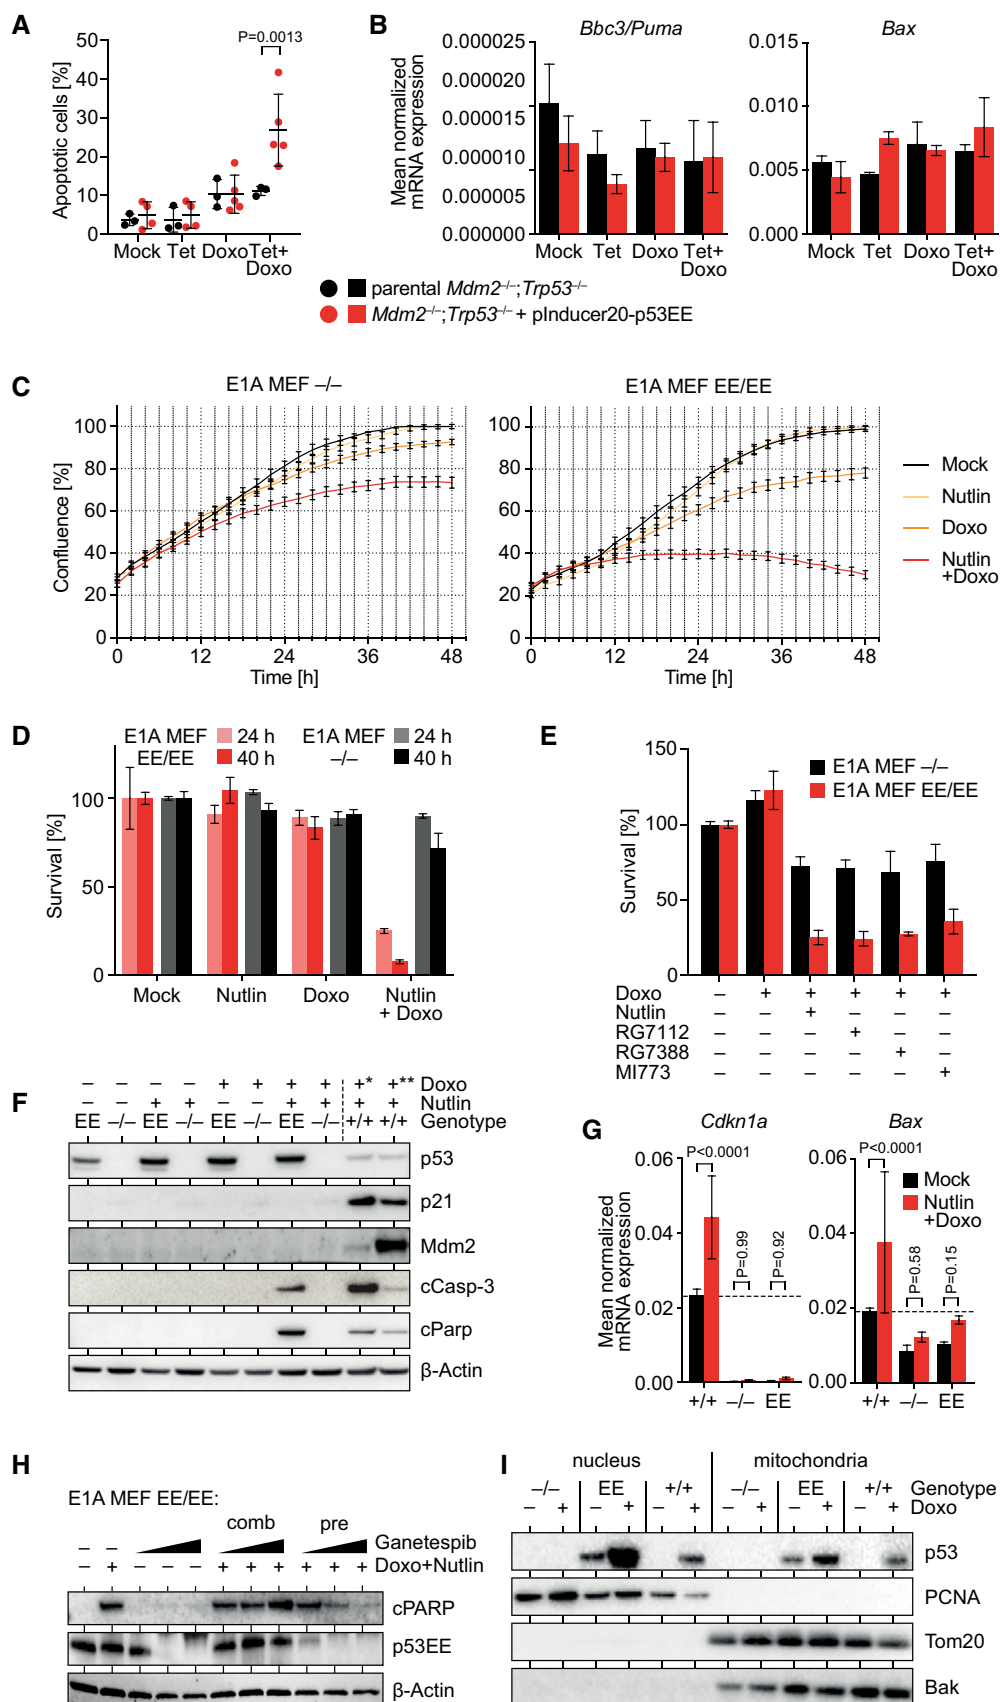 A
Apoptotic cells [%]
50
40
30
20
10
0
P=0.0013
Mock Tet Doxo Tet+
Doxo
B
Bbc3/Puma
Mean normalized
mRNA expression
0.000025
0.000020
0.000015
0.000010
0.000005
0.000000
Mock Tet Doxo Tet+
Doxo
Bax
0.015
0.010
0.005
0.000
Mock Tet Doxo Tet+
Doxo
parental Mdm2–/–;Trp53–/–
Mdm2–/–;Trp53–/– + pInducer20-p53EE
C
E1A MEF –/–
Confluence [%]
100
80
60
40
20
0
0 12 24 36 48
Time [h]
E1A MEF EE/EE
100
80
60
40
20
0
0 12 24 36 48
Time [h]
Mock
Nutlin
Doxo
Nutlin
+Doxo
D
E1A MEF
EE/EE
24 h
40 h
E1A MEF
–/–
24 h
40 h
Survival [%]
100
50
0
Mock Nutlin Doxo Nutlin
+ Doxo
E
Survival [%]
150
100
50
0
E1A MEF –/–
E1A MEF EE/EE
Doxo – + + + + +
Nutlin – – + – – –
RG7112 – – – + – –
RG7388 – – – – + –
MI773 – – – – – +
F
– – – – + + + + +* +** Doxo
– – + + – – + + + + Nutlin
EE –/– EE –/– EE –/– EE –/– +/+ +/+ Genotype
p53
p21
Mdm2
cCasp-3
cParp
β-Actin
G
Cdkn1a
Mean normalized
mRNA expression
P<0.0001
0.06
0.04
0.02
0.00
P=0.99
P=0.92
+/+ –/– EE
Bax
P<0.0001
0.06
0.04
0.02
0.00
Mock
Nutlin
+Doxo
P=0.58
P=0.15
+/+ –/– EE
H
E1A MEF EE/EE:
comb pre
– – Ganetespib
– + – – – + + + + + + Doxo+Nutlin
cPARP
p53EE
β-Actin
I
nucleus mitochondria
–/– EE +/+ –/– EE +/+ Genotype
– + – + – + – + – + – + Doxo
p53
PCNA
Tom20
Bak